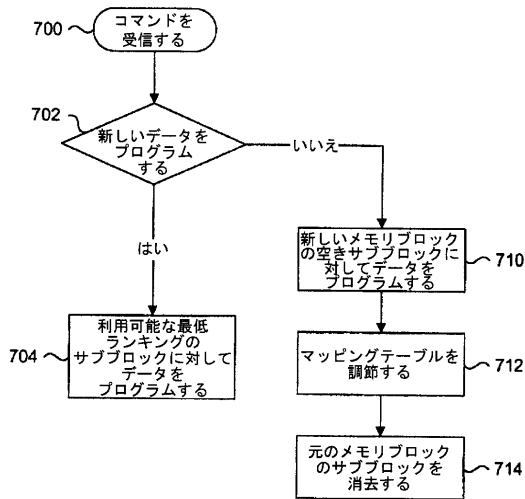 700
コマンドを
受信する
702
新しいデータを
プログラム
する
いいえ
はい
新しいメモリブロック
の空きサブブロックに
対してデータを
プログラムする
710
利用可能な最低
ランキングの
サブブロックに対して
データを
プログラムする
704
マッピングテーブルを
調節する
712
元のメモリブロック
のサブブロックを
消去する
714